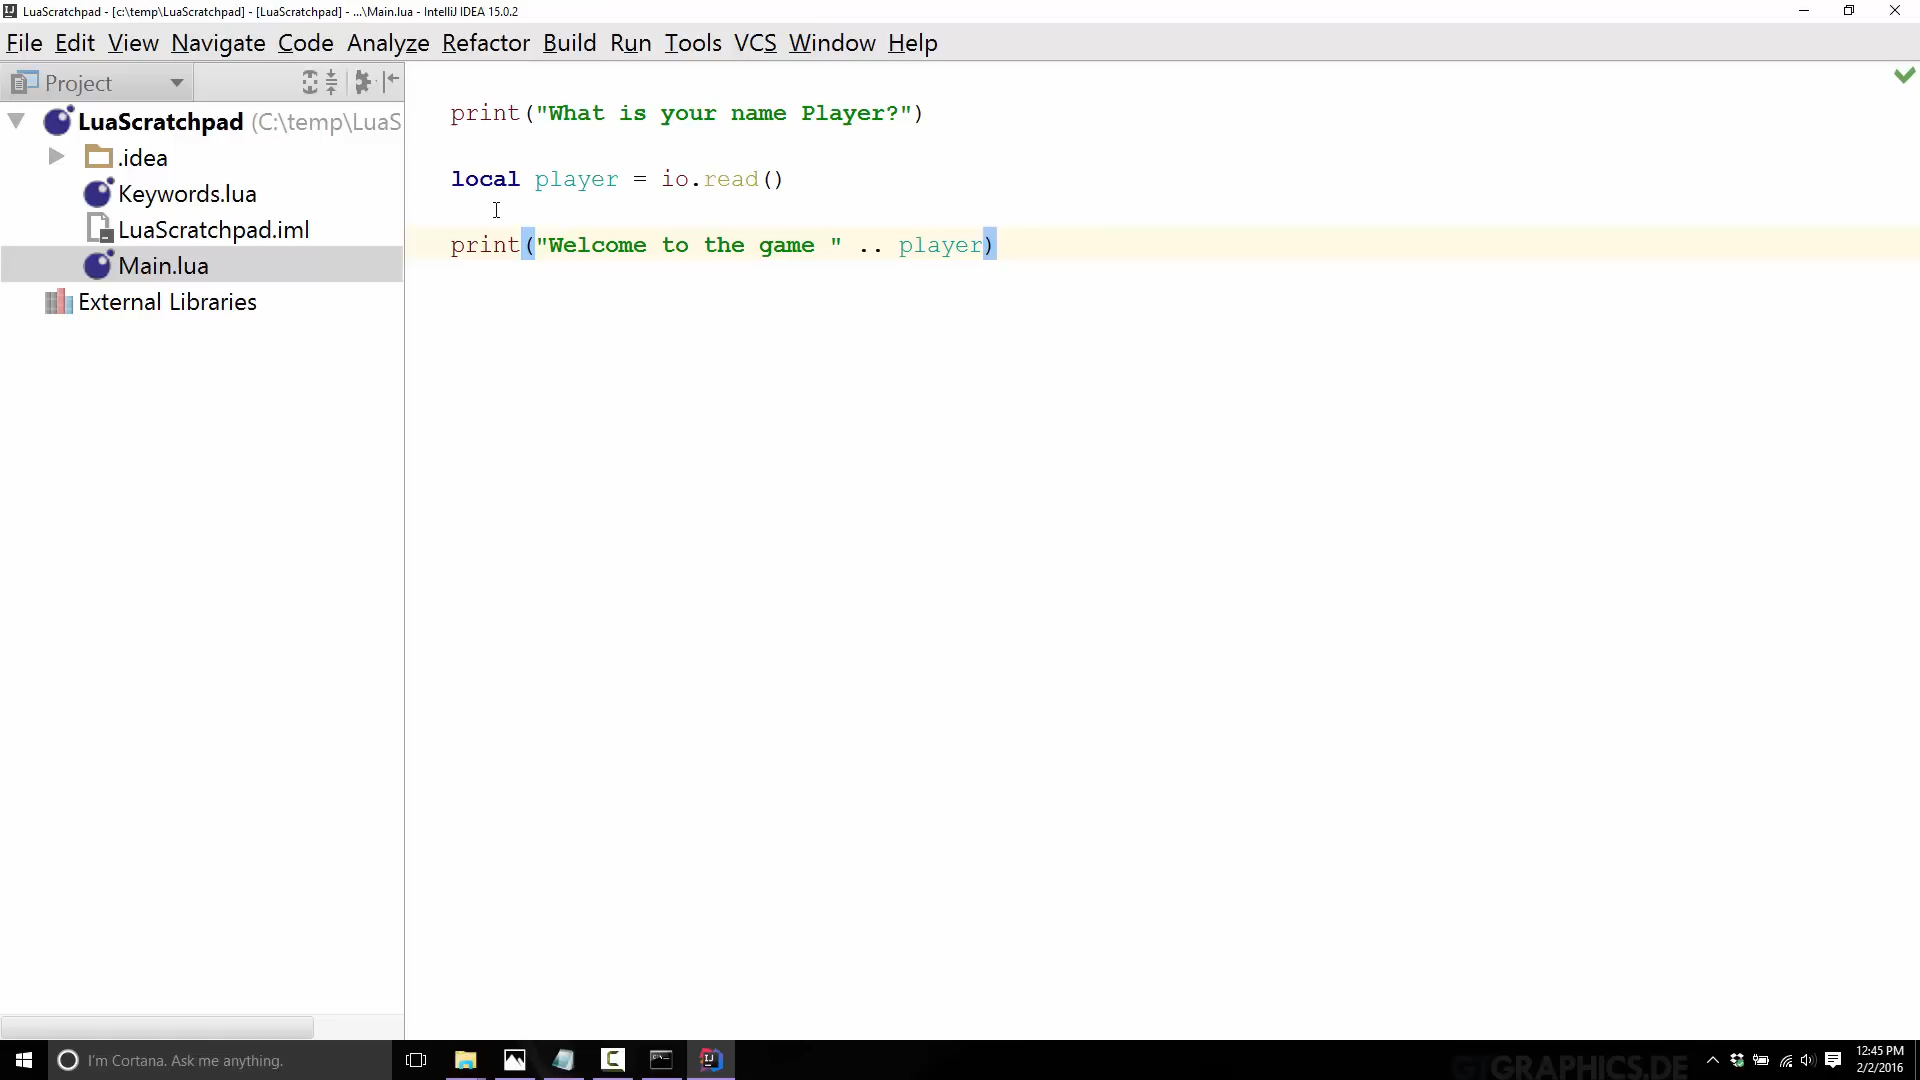 LuaScratchpad - [c:\temp\LuaScratchpad] - [LuaScratchpad] - ...\Main.lua - IntelliJ IDEA 15.0.2
File Edit View Navigate Code Analyze Refactor Build Run Tools VCS Window Help
Project
LuaScratchpad (C:\temp\LuaS
.idea
Keywords.lua
LuaScratchpad.iml
Main.lua
External Libraries
print("What is your name Player?")
local player = io.read()
print("Welcome to the game " .. player)
I'm Cortana. Ask me anything.
GTGRAPHICS.DE
12:45 PM
2/2/2016